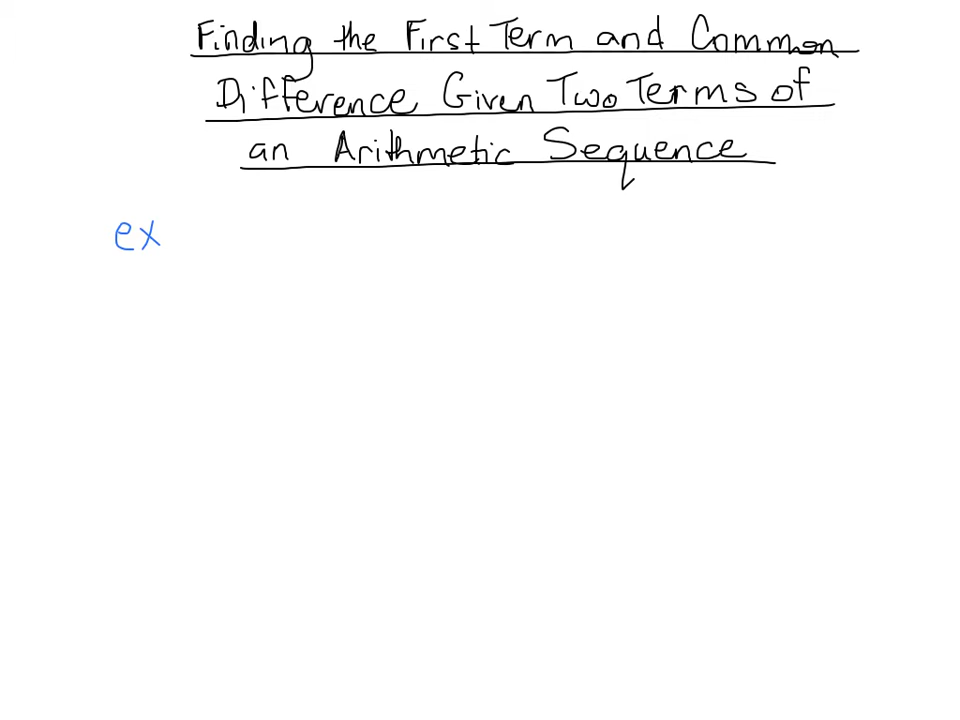 Finding the First Term and Common
Difference Given Two Terms of
an Arithmetic Sequence
ex